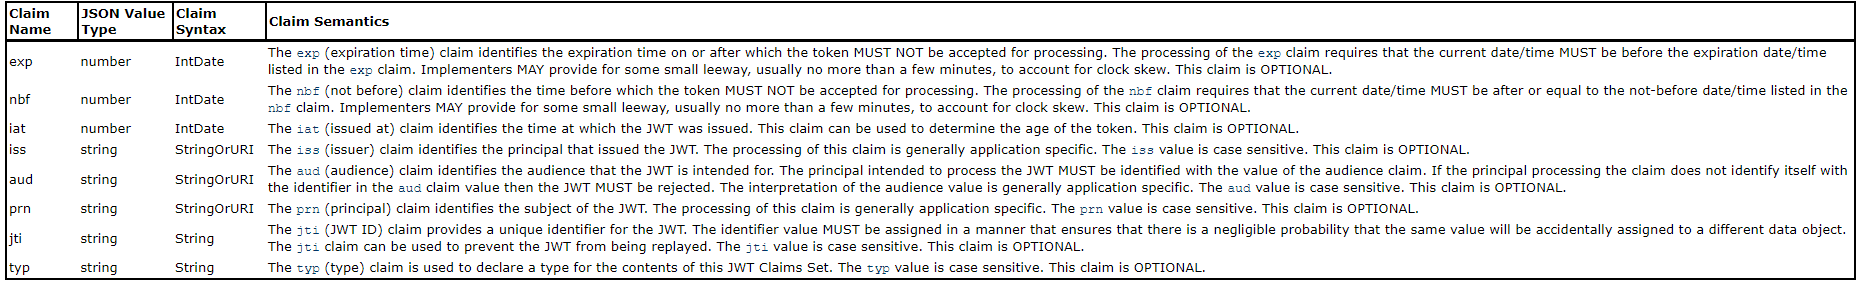 Claim Name JSON Value Type Claim Syntax Claim Semantics
exp number IntDate The exp (expiration time) claim identifies the expiration time on or after which the token MUST NOT be accepted for processing. The processing of the exp claim requires that the current date/time MUST be before the expiration date/time
listed in the exp claim. Implementers MAY provide for some small leeway, usually no more than a few minutes, to account for clock skew. This claim is OPTIONAL.
nbf number IntDate The nbf (not before) claim identifies the time before which the token MUST NOT be accepted for processing. The processing of the nbf claim requires that the current date/time MUST be after or equal to the not-not before date/time listed in the
nbf claim. Implementers MAY provide for some small leeway, usually no more than a few minutes, to account for clock skew. This claim is OPTIONAL.
iat number IntDate The iat (issued at) claim identifies the time at which the JWT was issued. This claim can be used to determine the age of the token. This claim is OPTIONAL.
iss string StringOrURI The iss (issuer) claim identifies the principal that issued the JWT. The processing of this claim is generally application specific. The iss value is case sensitive. This claim is OPTIONAL.
aud string StringOrURI The aud (audience) claim identifies the audience that the JWT is intended for. The principal intended to process the JWT MUST be identified with the value of the audience claim. If the principal processing the claim does not identify itself with
the identifier in the aud claim value then the JWT MUST be rejected. The interpretation of the audience value is generally application specific. The aud value is case sensitive. This claim is OPTIONAL.
prn string StringOrURI The prn (principal) claim identifies the subject of the JWT. The processing of this claim is generally application specific. The prn value is case sensitive. This claim is OPTIONAL.
jti string String The jti (JWT ID) claim provides a unique identifier for the JWT. The identifier value MUST be assigned in a manner that ensures that there is a negligible probability that the same value will be accidentally assigned to a different data object.
The jti claim can be used to prevent the JWT from being replayed. The jti value is case sensitive. This claim is OPTIONAL.
typ string String The typ (type) claim is used to declare a type for the contents of this JWT Claims Set. The typ value is case sensitive. This claim is OPTIONAL.